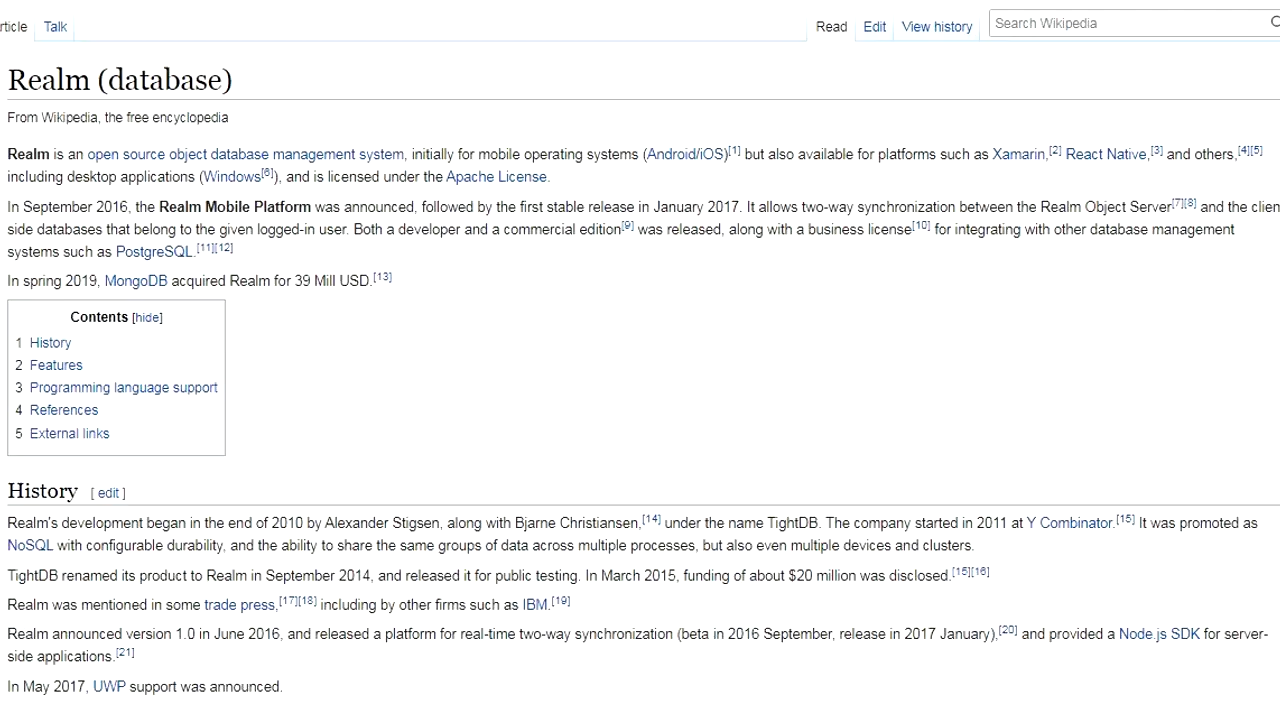 rticle Talk Read Edit View history Search Wikipedia
Realm (database)
From Wikipedia, the free encyclopedia
Realm is an open source object database management system, initially for mobile operating systems (Android/iOS)[1] but also available for platforms such as Xamarin,[2] React Native,[3] and others,[4][5]
including desktop applications (Windows[6]), and is licensed under the Apache License.
In September 2016, the Realm Mobile Platform was announced, followed by the first stable release in January 2017. It allows two-way synchronization between the Realm Object Server[7][8] and the clien
side databases that belong to the given logged-in user. Both a developer and a commercial edition[9] was released, along with a business license[10] for integrating with other database management
systems such as PostgreSQL.[11][12]
In spring 2019, MongoDB acquired Realm for 39 Mill USD.[13]
Contents [hide]
1 History
2 Features
3 Programming language support
4 References
5 External links
History [ edit ]
Realm's development began in the end of 2010 by Alexander Stigsen, along with Bjarne Christiansen,[14] under the name TightDB. The company started in 2011 at Y Combinator.[15] It was promoted as
NoSQL with configurable durability, and the ability to share the same groups of data across multiple processes, but also even multiple devices and clusters.
TightDB renamed its product to Realm in September 2014, and released it for public testing. In March 2015, funding of about $20 million was disclosed.[15][16]
Realm was mentioned in some trade press,[17][18] including by other firms such as IBM.[19]
Realm announced version 1.0 in June 2016, and released a platform for real-time two-way synchronization (beta in 2016 September, release in 2017 January),[20] and provided a Node.js SDK for server-
side applications.[21]
In May 2017, UWP support was announced.